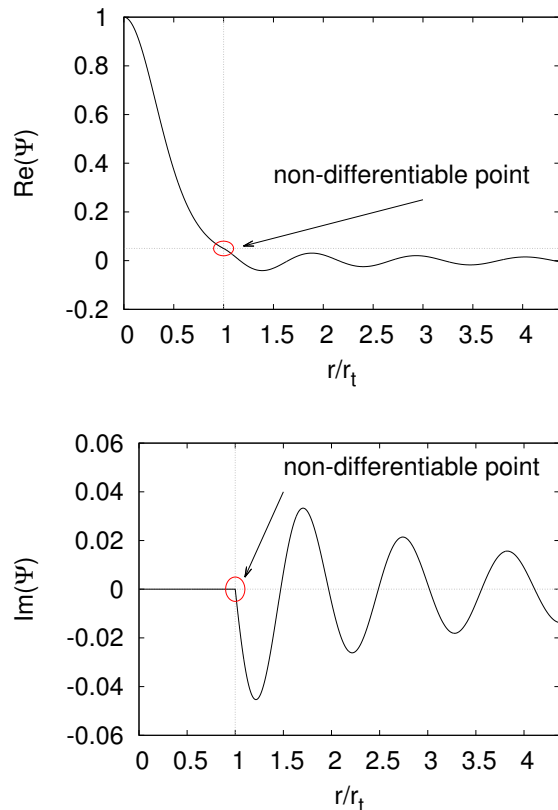 1
0.8
0.6
0.4
0.2
0
-0.2
Re(Ψ)
non-differentiable point
0 0.5 1 1.5 2 2.5 3 3.5 4
r/r_t
0.06
0.04
0.02
0
-0.02
-0.04
-0.06
Im(Ψ)
non-differentiable point
0 0.5 1 1.5 2 2.5 3 3.5 4
r/r_t